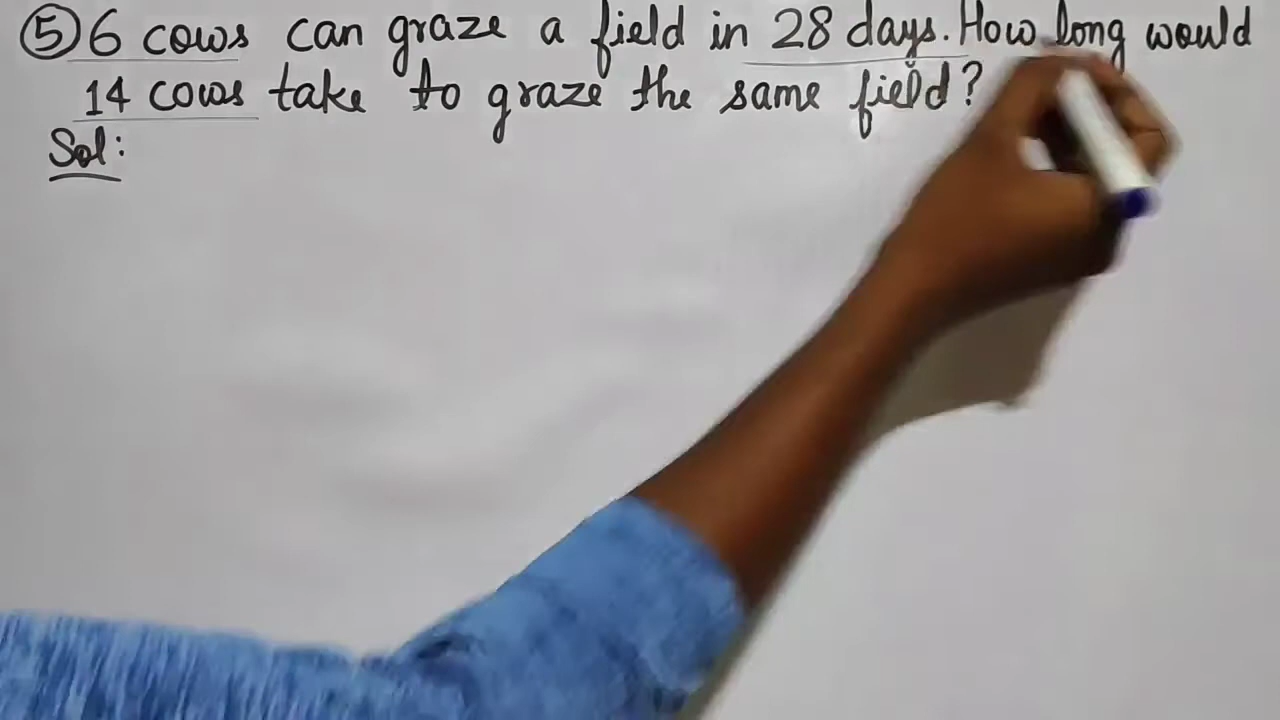 ⑤ 6 cows can graze a field in 28 days. How long would
14 cows take to graze the same field?
Sol: